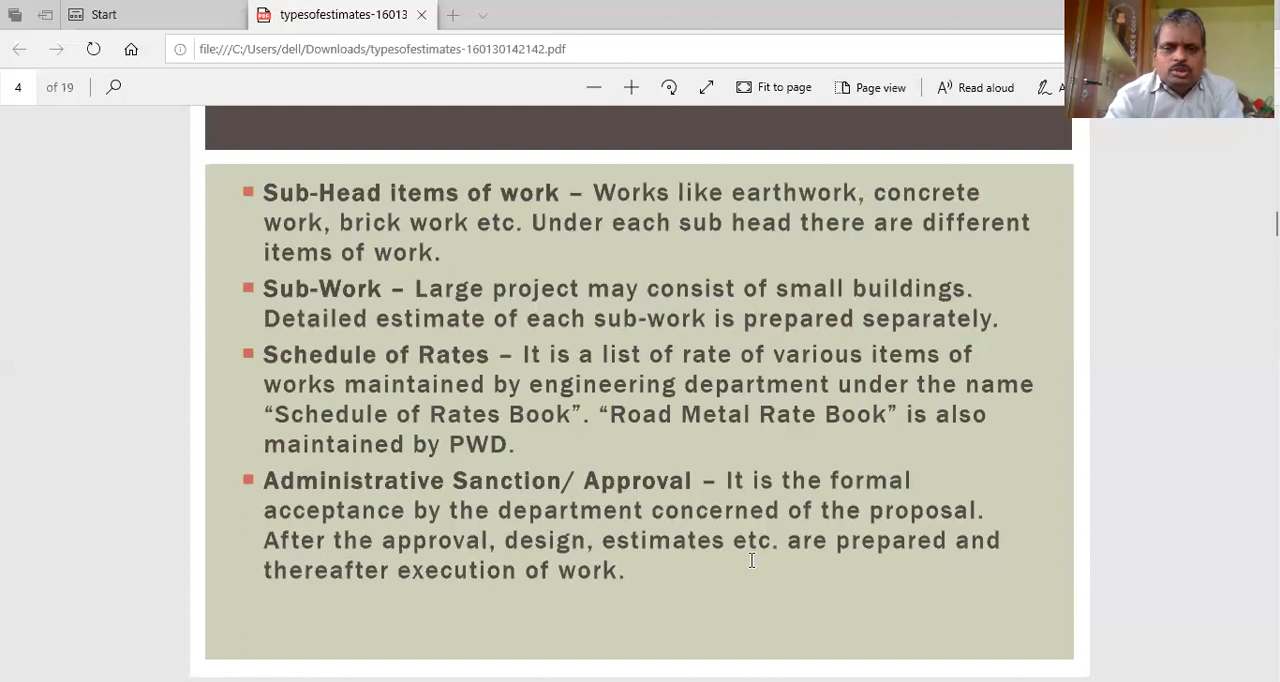 Start
typesofestimates-16013
file:///C:/Users/dell/Downloads/typesofestimates-160130142142.pdf
4 of 19
Fit to page
Page view
Read aloud
Sub-Head items of work – Works like earthwork, concrete
work, brick work etc. Under each sub head there are different
items of work.
Sub-Work – Large project may consist of small buildings.
Detailed estimate of each sub-work is prepared separately.
Schedule of Rates – It is a list of rate of various items of
works maintained by engineering department under the name
“Schedule of Rates Book”. “Road Metal Rate Book” is also
maintained by PWD.
Administrative Sanction/ Approval – It is the formal
acceptance by the department concerned of the proposal.
After the approval, design, estimates etc. are prepared and
thereafter execution of work.